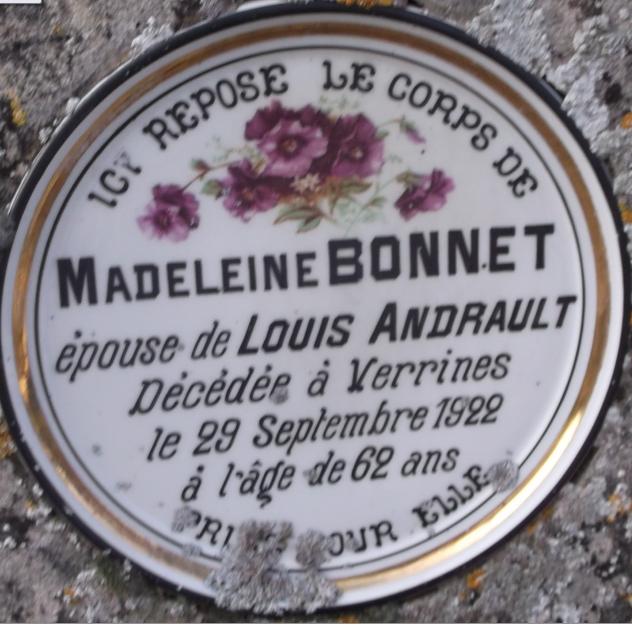 ICY REPOSE LE CORPS DE
MADELEINE BONNET
épouse de LOUIS ANDRAULT
Décédée à Verrines
le 29 Septembre 1922
à l'âge de 62 ans
ELLE